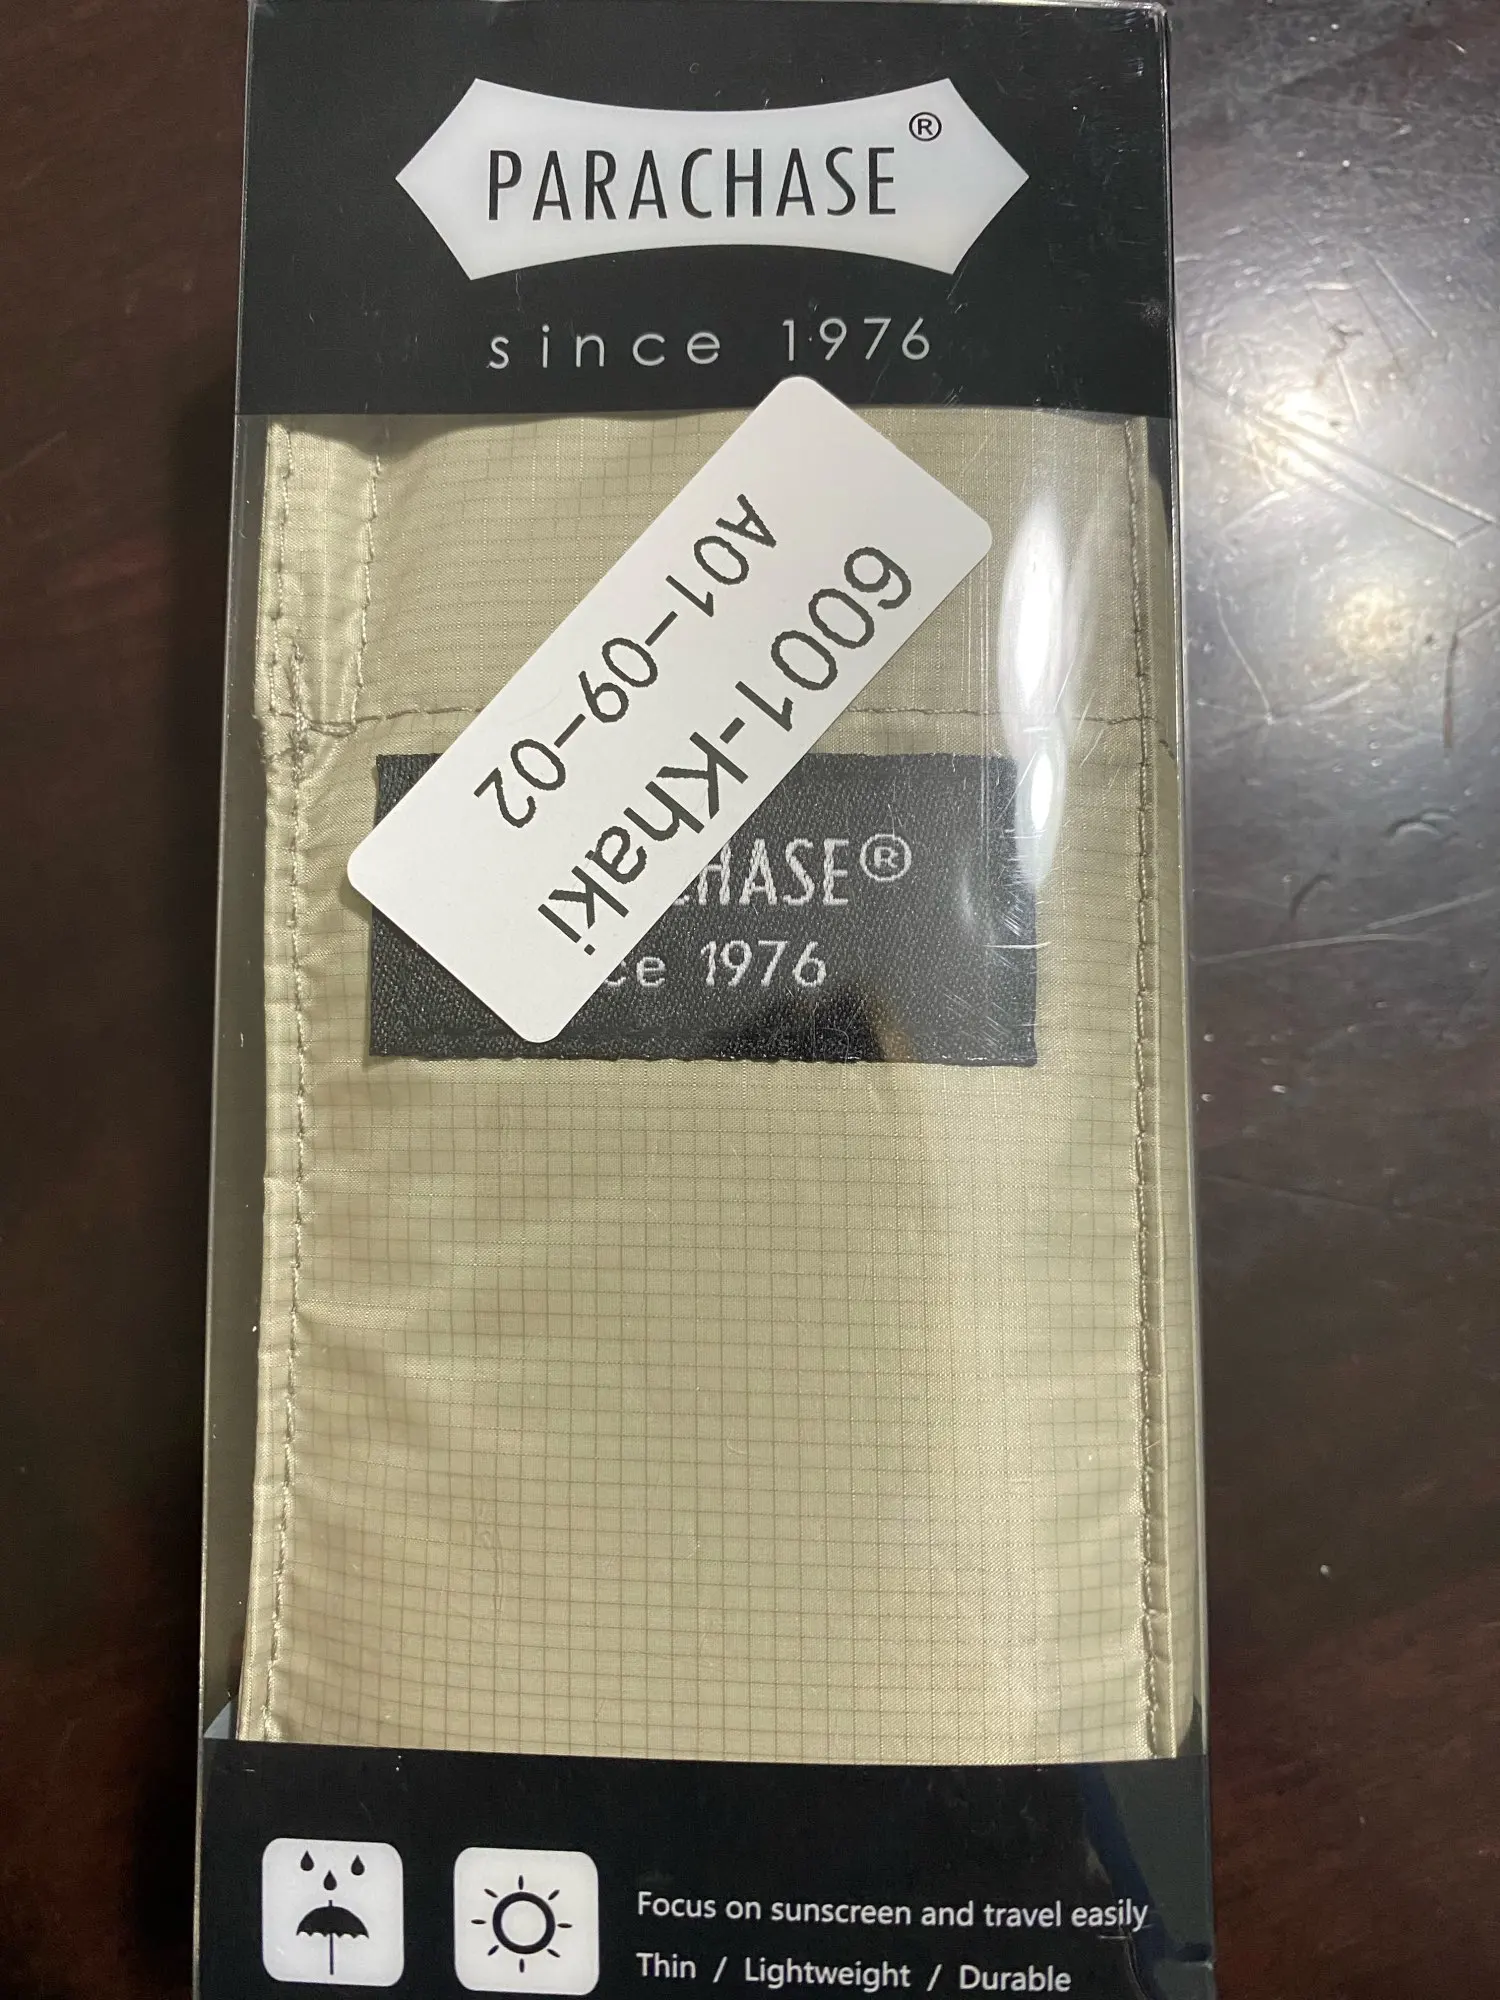 PARACHASE®
since 1976
6001-Khaki
A01-09-02
HASE®
ce 1976
Focus on sunscreen and travel easily
Thin / Lightweight / Durable